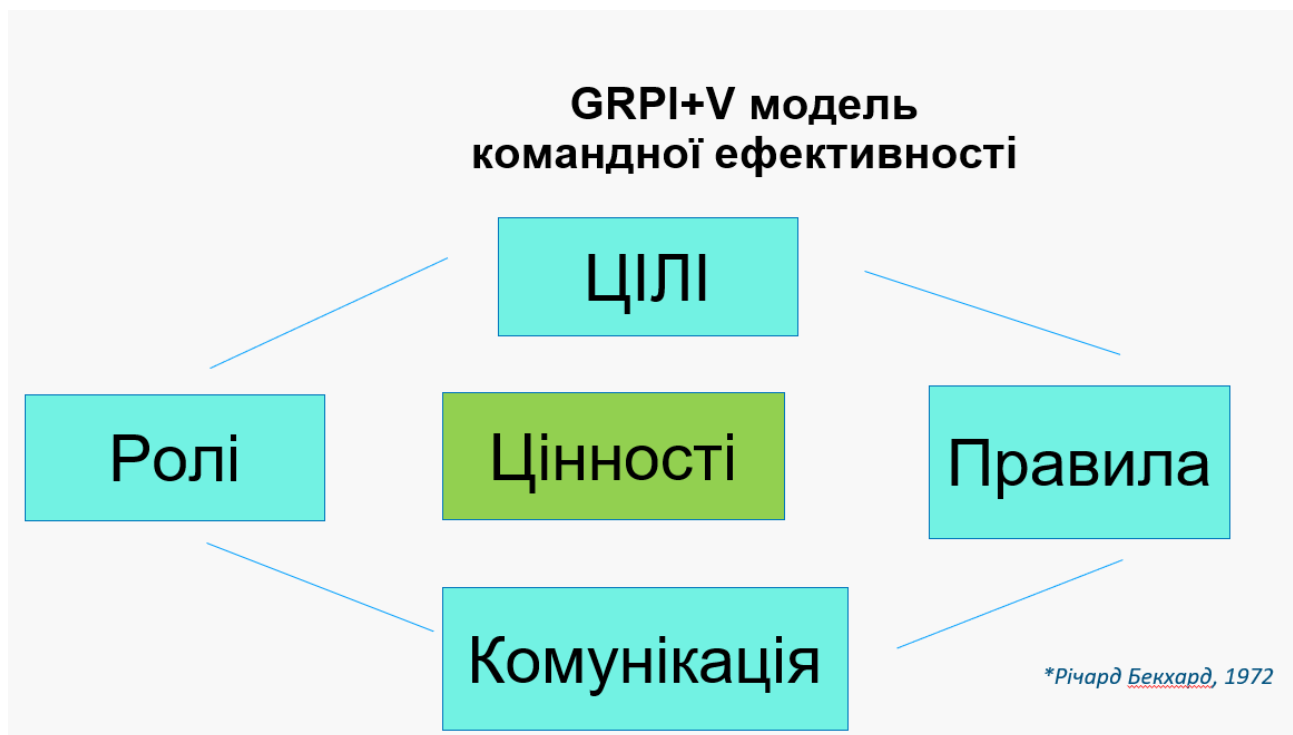 GRPI+V модель
командної ефективності
ЦІЛІ
Ролі
Цінності
Правила
Комунікація
*Річард Бекхард, 1972